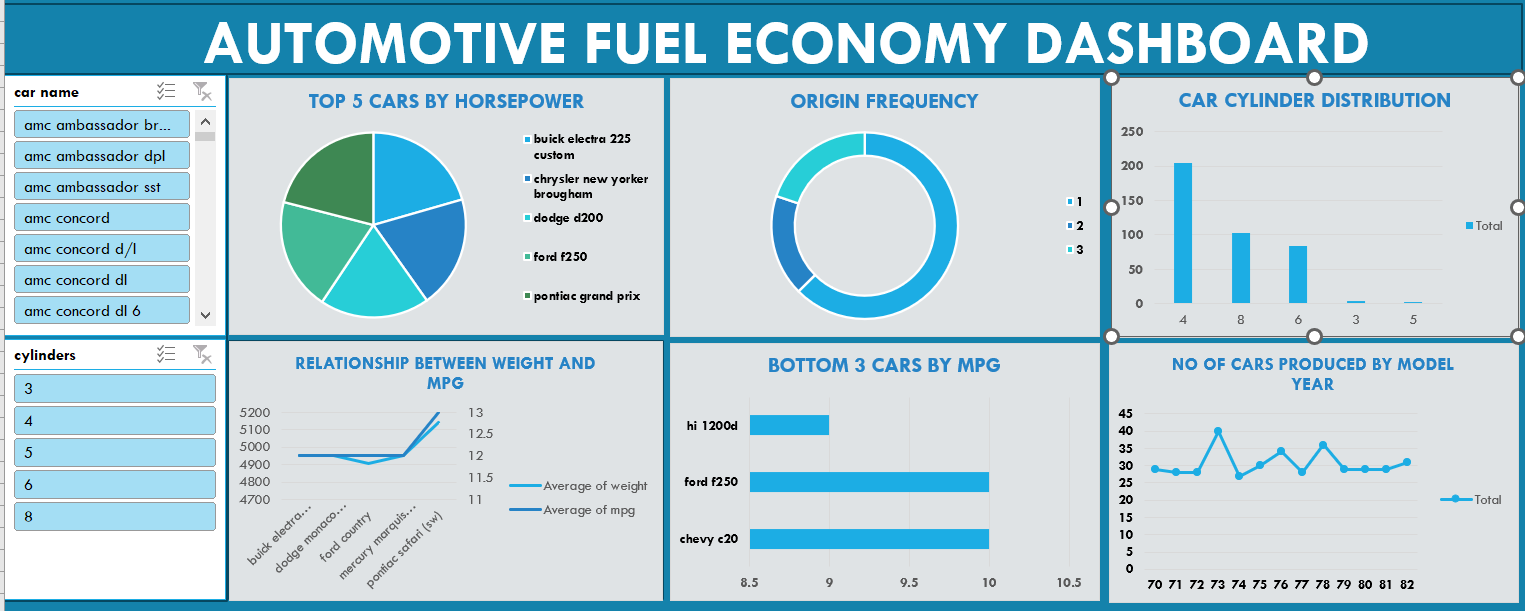 AUTOMOTIVE FUEL ECONOMY DASHBOARD
car name
amc ambassador br...
amc ambassador dpl
amc ambassador sst
amc concord
amc concord d/l
amc concord dl
amc concord dl 6
cylinders
3
4
5
6
8
TOP 5 CARS BY HORSEPOWER
buick electra 225
custom
chrysler new yorker
brougham
dodge d200
ford f250
pontiac grand prix
ORIGIN FREQUENCY
1
2
3
CAR CYLINDER DISTRIBUTION
250
200
150
100
50
0
4 8 6 3 5
Total
RELATIONSHIP BETWEEN WEIGHT AND
MPG
5200
5100
5000
4900
4800
4700
13
12.5
12
11.5
11
buick electra...
dodge monaco...
ford country
mercury marquis...
pontiac safari (sw)
Average of weight
Average of mpg
BOTTOM 3 CARS BY MPG
hi 1200d
ford f250
chevy c20
8.5 9 9.5 10 10.5
NO OF CARS PRODUCED BY MODEL
YEAR
45
40
35
30
25
20
15
10
5
0
70 71 72 73 74 75 76 77 78 79 80 81 82
Total